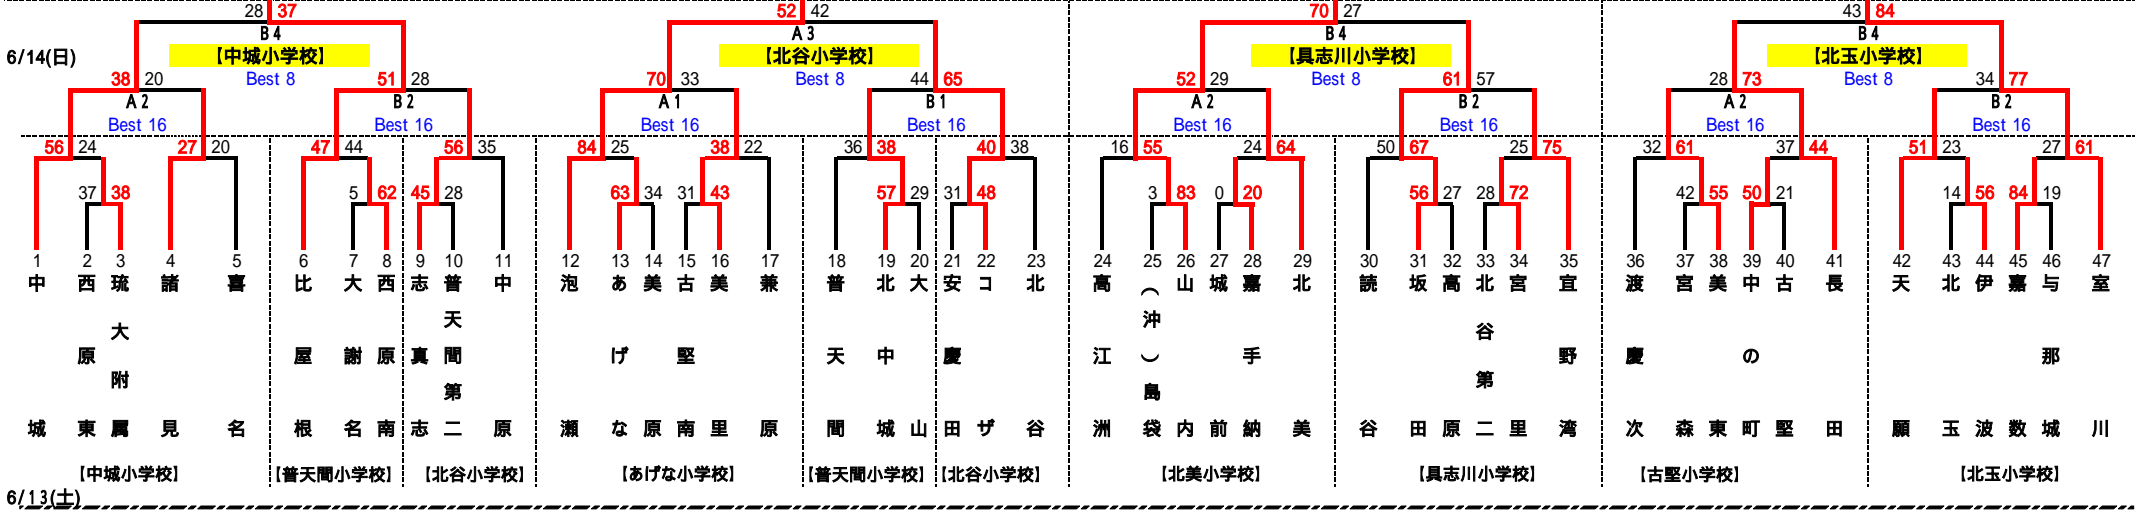 28 37 52 42 70 27 43 84
B 4 A 3 B 4 B 4
6/14(日) 【中城小学校】 【北谷小学校】 【具志川小学校】 【北玉小学校】
38 20 Best 8 51 28 70 33 Best 8 44 65 52 29 Best 8 61 57 28 73 Best 8 34 77
A 2 B 2 A 1 B 1 A 2 B 2 A 2 B 2
Best 16 Best 16 Best 16 Best 16 Best 16 Best 16 Best 16 Best 16
56 24 27 20 47 44 56 35 84 25 38 22 36 38 40 38 16 55 24 64 50 67 25 75 32 61 37 44 51 23 27 61
37 38 5 62 45 28 63 34 31 43 57 29 31 48 3 83 0 20 56 27 28 72 42 55 50 21 14 56 84 19
1 2 3 4 5 6 7 8 9 10 11 12 13 14 15 16 17 18 19 20 21 22 23 24 25 26 27 28 29 30 31 32 33 34 35 36 37 38 39 40 41 42 43 44 45 46 47
中城
西原東
琉大附属
諸見
喜名
比屋根
大謝名
西原南
志真志
普天間第二
中原
泡瀬
あげな
美原
古堅南
美里
兼原
普天間
北中城
大山
安慶田
コザ
北谷
高江洲
(沖)島袋
山内
城前
嘉手納
北美
読谷
坂田
高原
北谷第二
宮里
宜野湾
渡慶次
宮森
美東
中の町
古堅
長田
天願
北玉
伊波
嘉数
与那城
室川
【中城小学校】 【普天間小学校】 【北谷小学校】 【あげな小学校】 【普天間小学校】 【北谷小学校】 【北美小学校】 【具志川小学校】 【古堅小学校】 【北玉小学校】
6/13(土)